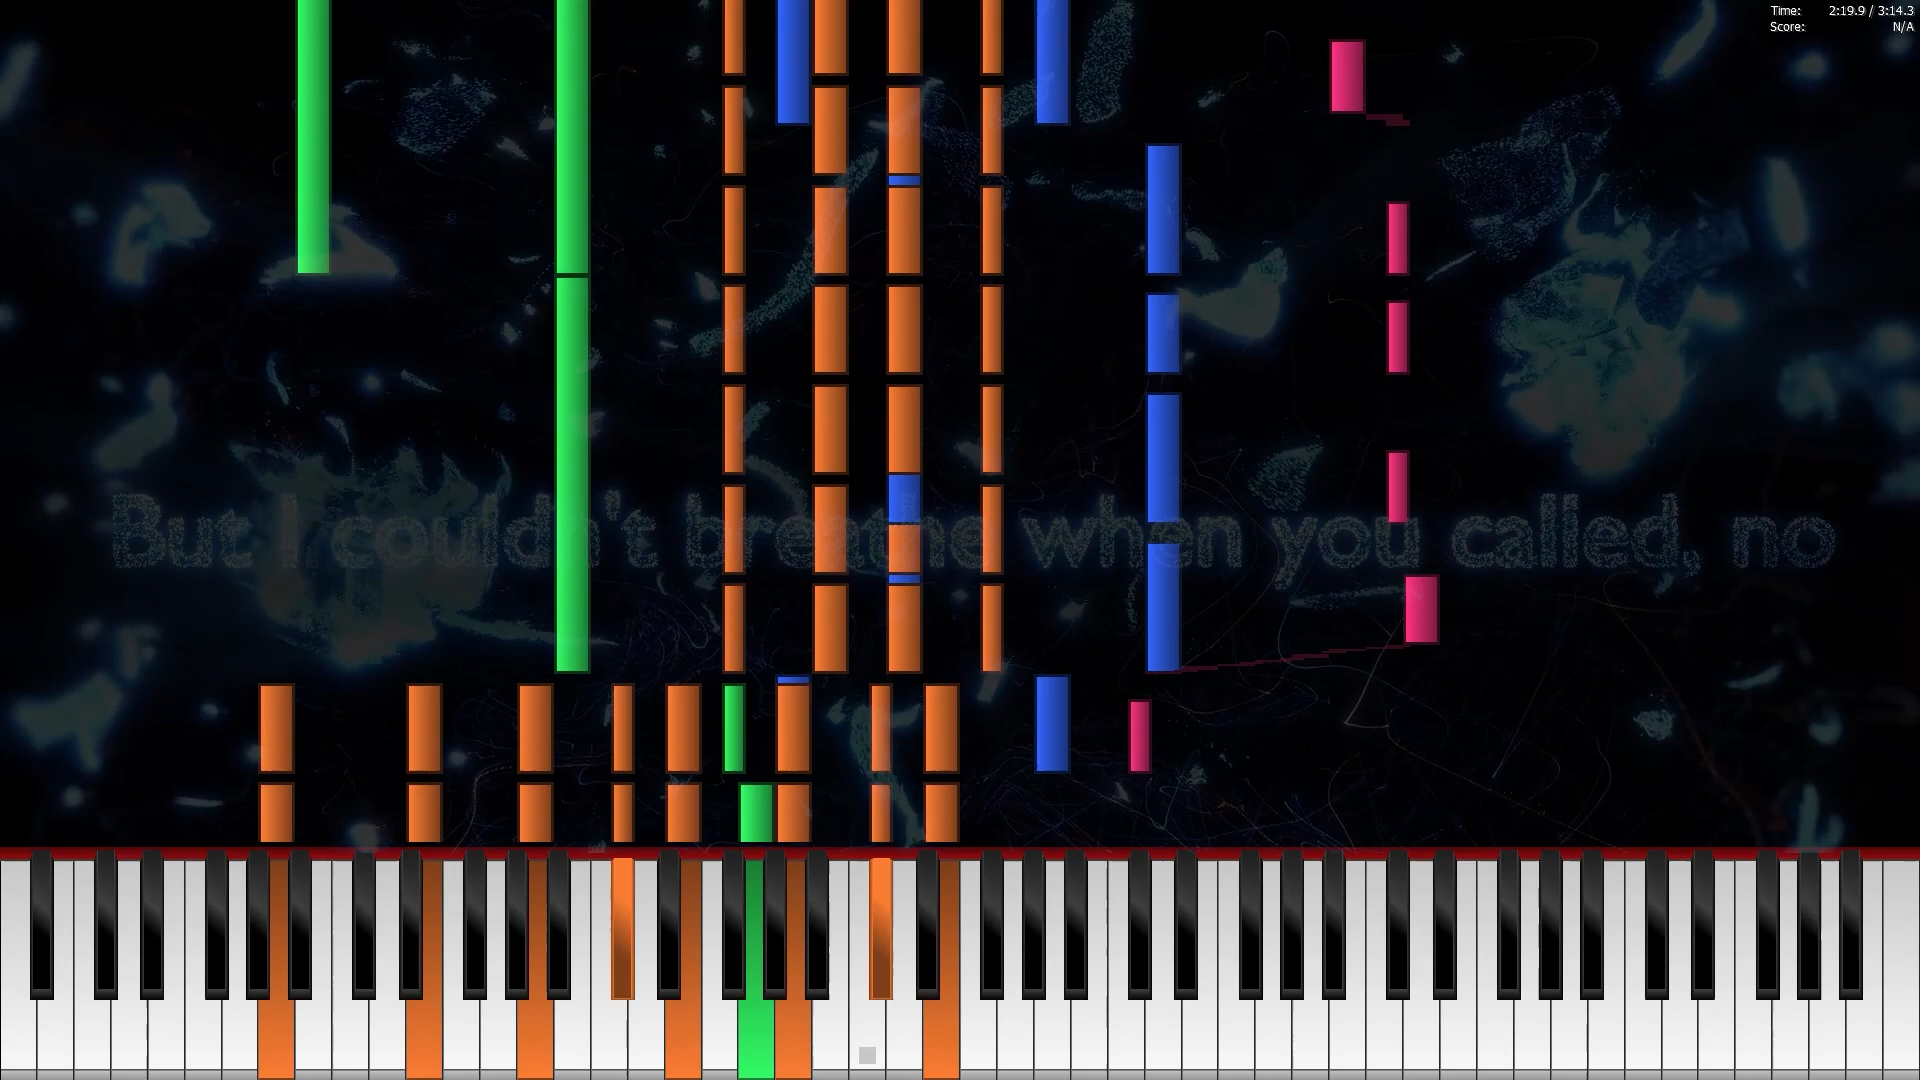 Time: 2:19.9 / 3:14.3
Score: N/A
But I couldn't breathe when you called, no